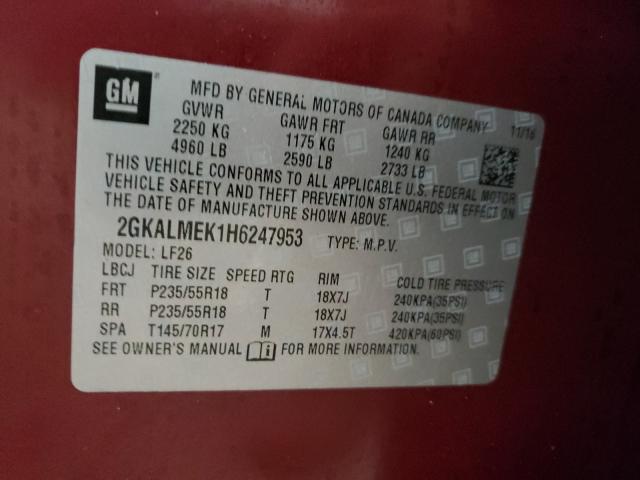 GM
MFD BY GENERAL MOTORS OF CANADA COMPANY 11/16
GVWR GAWR FRT GAWR RR
2250 KG 1175 KG 1240 KG
4960 LB 2590 LB 2733 LB
THIS VEHICLE CONFORMS TO ALL APPLICABLE U.S. FEDERAL MOTOR
VEHICLE SAFETY AND THEFT PREVENTION STANDARDS IN EFFECT ON
THE DATE OF MANUFACTURE SHOWN ABOVE.
2GKALMEK1H6247953 TYPE: M.P.V.
MODEL: LF26
LBCJ TIRE SIZE SPEED RTG RIM COLD TIRE PRESSURE
FRT P235/55R18 T 18X7J 240KPA(35PSI)
RR P235/55R18 T 18X7J 240KPA(35PSI)
SPA T145/70R17 M 17X4.5T 420KPA(60PSI)
SEE OWNER'S MANUAL FOR MORE INFORMATION.